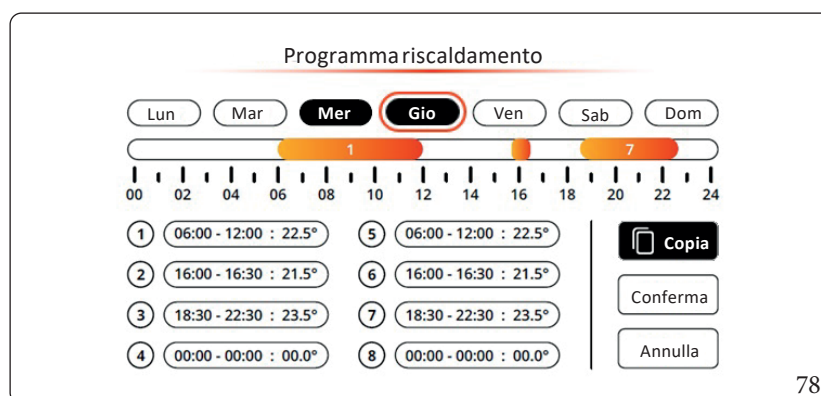 Programma riscaldamento
Lun Mar Mer Gio Ven Sab Dom
1 7
00 02 04 06 08 10 12 14 16 18 20 22 24
1 06:00 - 12:00 : 22.5° 5 06:00 - 12:00 : 22.5° Copia
2 16:00 - 16:30 : 21.5° 6 16:00 - 16:30 : 21.5°
Conferma
3 18:30 - 22:30 : 23.5° 7 18:30 - 22:30 : 23.5°
4 00:00 - 00:00 : 00.0° 8 00:00 - 00:00 : 00.0° Annulla
78